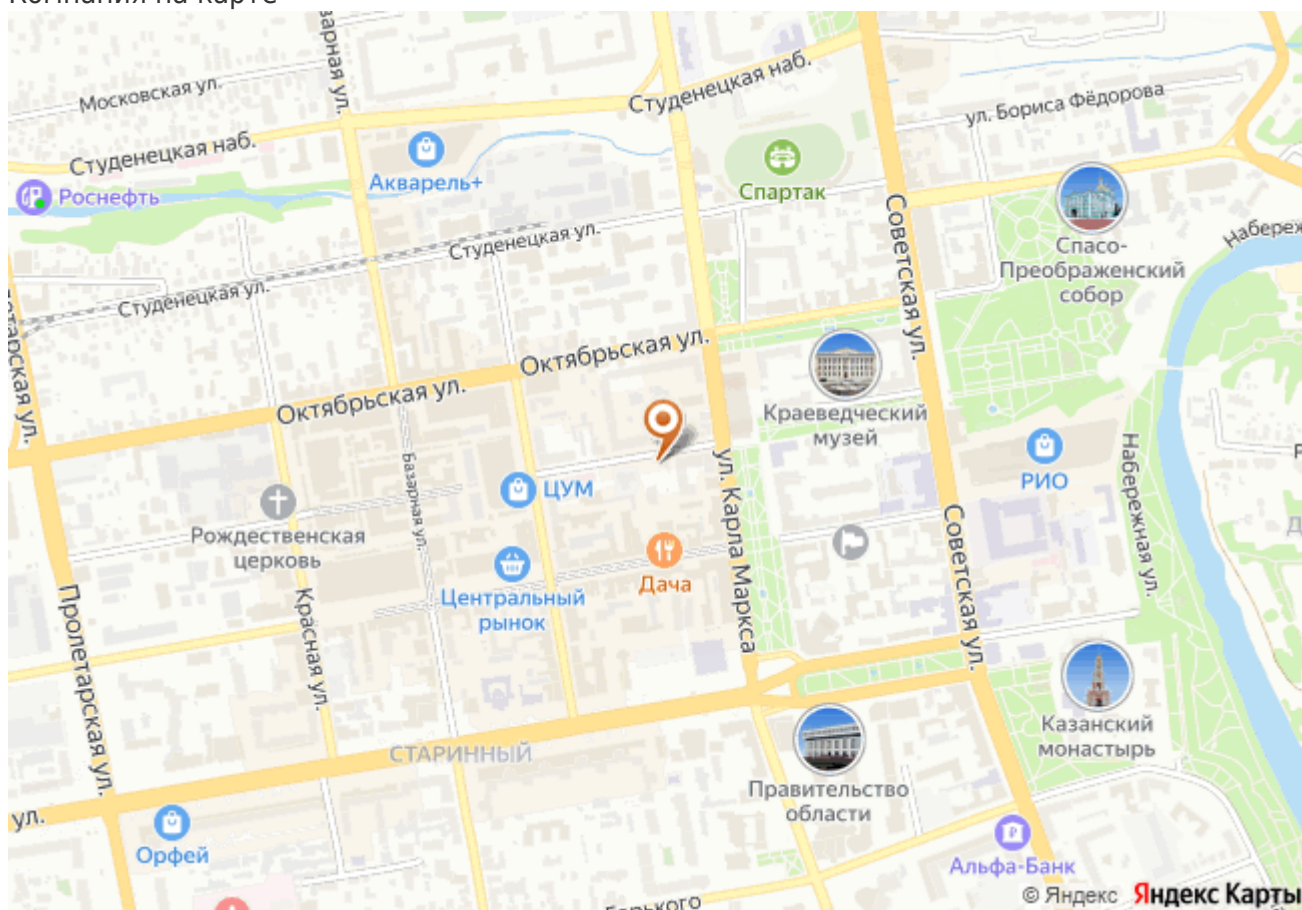 Компания на карте
Московская ул.
Студенецкая наб.
Студенецкая наб.
ул. Бориса Фёдорова
Акварель+
Роснефть
Спартак
Студенецкая ул.
Студенецкая ул.
Советская ул.
Спасо-
Преображенский
собор
Октябрьская ул.
Октябрьская ул.
Краеведческий
музей
Базарная ул.
ЦУМ
ул. Карла Маркса
РИО
Набережная ул.
Рождественская
церковь
Центральный
рынок
Дача
Советская ул.
Красная ул.
Пролетарская ул.
Казанский
монастырь
СТАРИННЫЙ
Правительство
области
ул.
Орфей
Альфа-Банк
© Яндекс Яндекс Карты